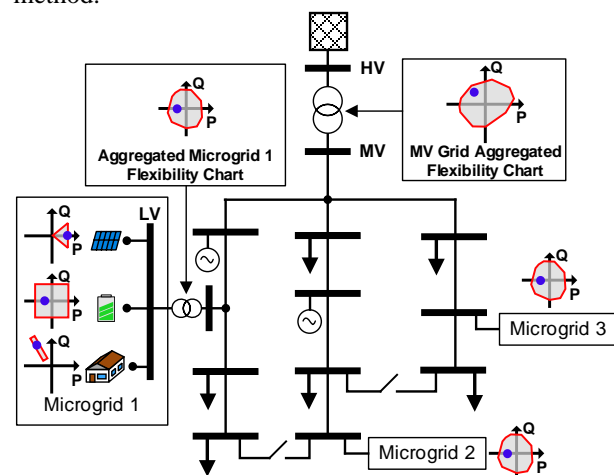 method.
HV
MV
Q
P
Aggregated Microgrid 1
Flexibility Chart
Q
P
MV Grid Aggregated
Flexibility Chart
LV
Q
P
Q
P
Q
P
Microgrid 1
Q
P
Microgrid 3
Microgrid 2
Q
P